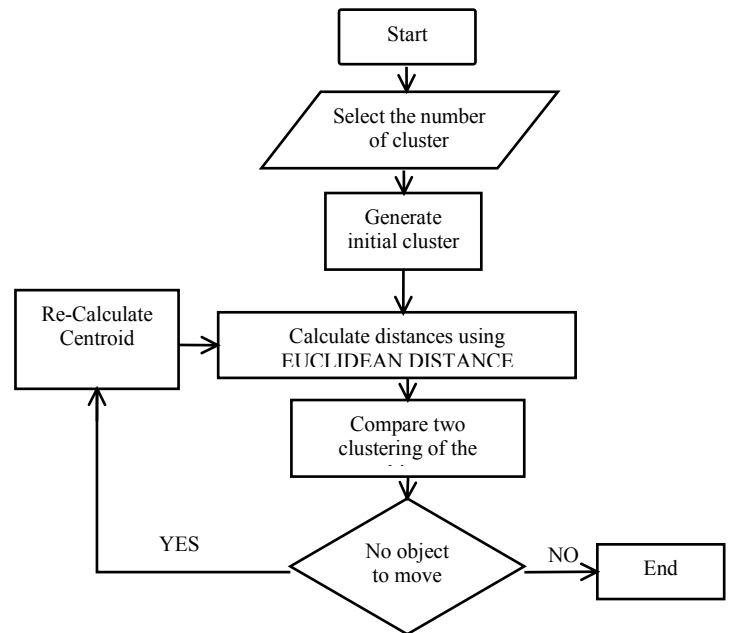 Start
Select the number
of cluster
Generate
initial cluster
Re-Calculate
Centroid
Calculate distances using
EUCLIDEAN DISTANCE
Compare two
clustering of the
No object
to move
YES
NO
End